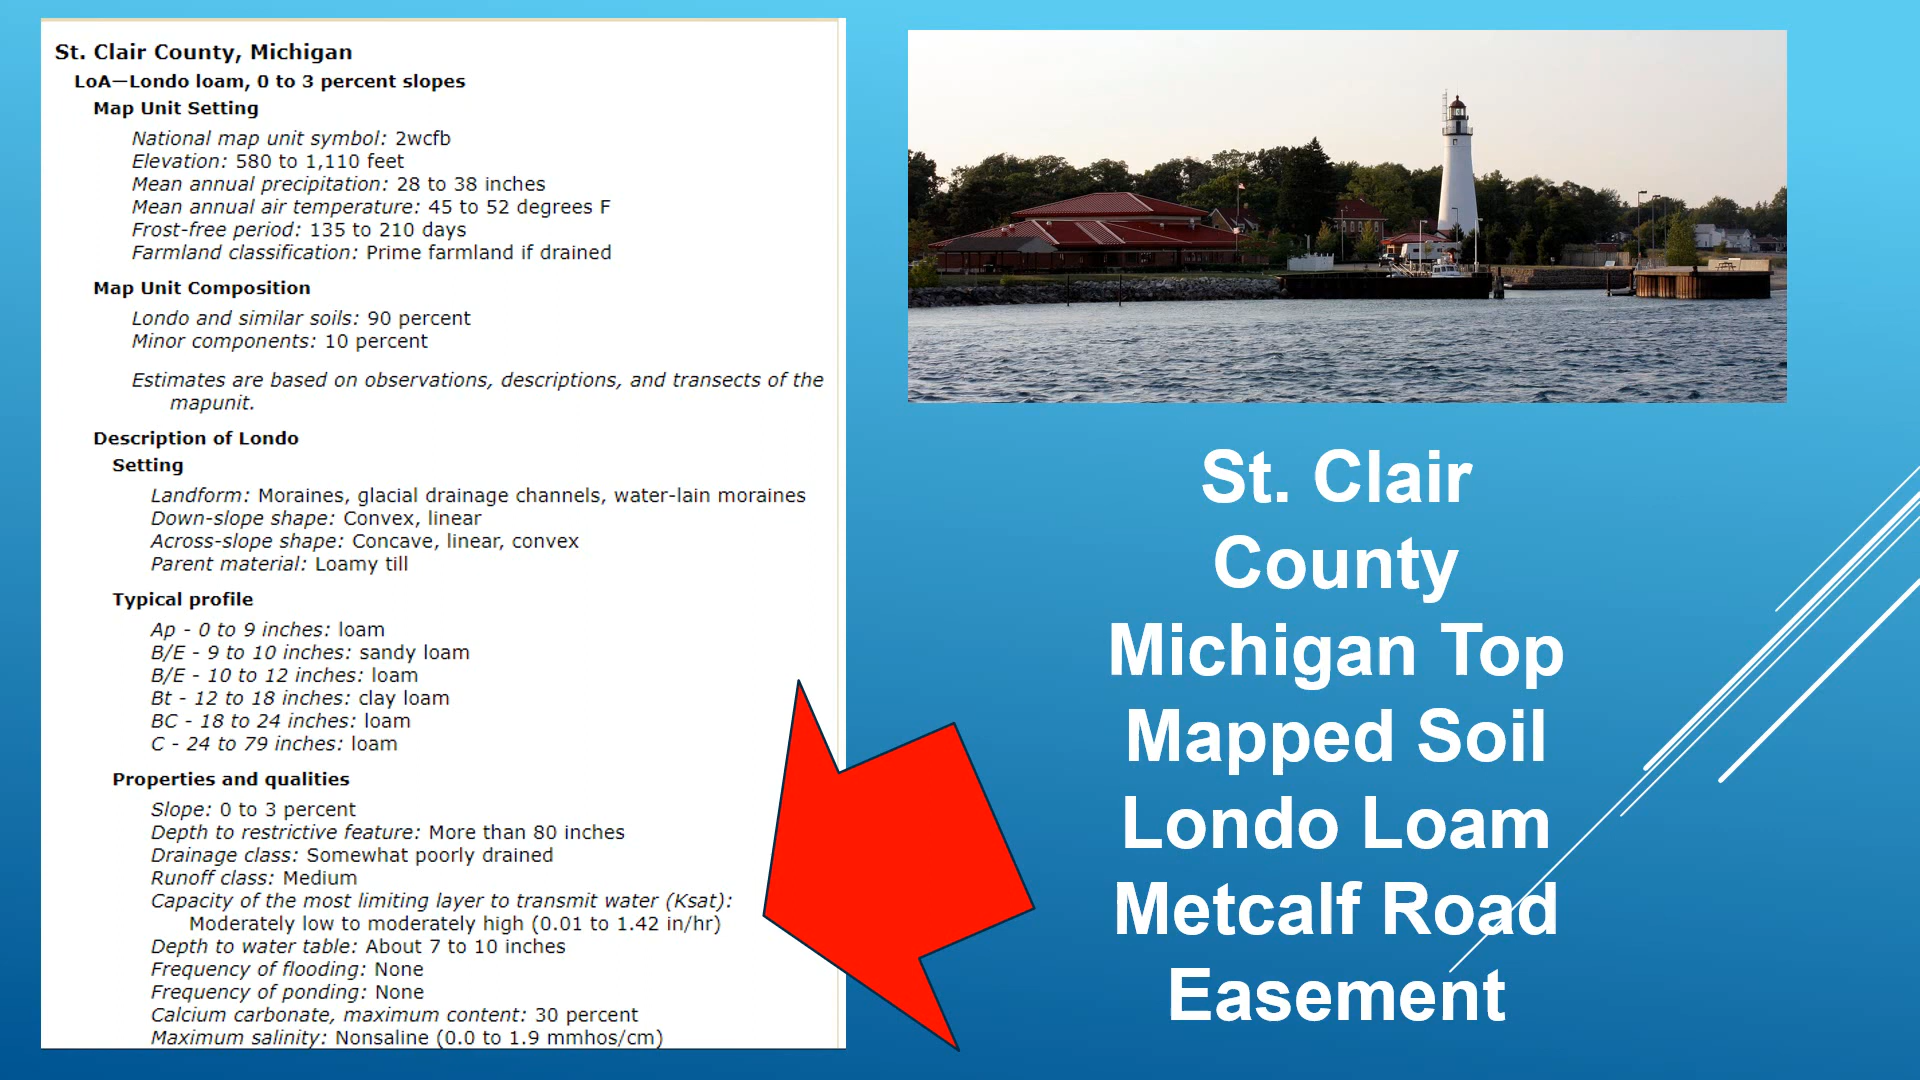 St. Clair County, Michigan
LoA—Londo loam, 0 to 3 percent slopes
Map Unit Setting
National map unit symbol: 2wcfb
Elevation: 580 to 1,110 feet
Mean annual precipitation: 28 to 38 inches
Mean annual air temperature: 45 to 52 degrees F
Frost-free period: 135 to 210 days
Farmland classification: Prime farmland if drained
Map Unit Composition
Londo and similar soils: 90 percent
Minor components: 10 percent
Estimates are based on observations, descriptions, and transects of the
mapunit.
Description of Londo
Setting
Landform: Moraines, glacial drainage channels, water-lain moraines
Down-slope shape: Convex, linear
Across-slope shape: Concave, linear, convex
Parent material: Loamy till
Typical profile
Ap - 0 to 9 inches: loam
B/E - 9 to 10 inches: sandy loam
B/E - 10 to 12 inches: loam
Bt - 12 to 18 inches: clay loam
BC - 18 to 24 inches: loam
C - 24 to 79 inches: loam
Properties and qualities
Slope: 0 to 3 percent
Depth to restrictive feature: More than 80 inches
Drainage class: Somewhat poorly drained
Runoff class: Medium
Capacity of the most limiting layer to transmit water (Ksat):
Moderately low to moderately high (0.01 to 1.42 in/hr)
Depth to water table: About 7 to 10 inches
Frequency of flooding: None
Frequency of ponding: None
Calcium carbonate, maximum content: 30 percent
Maximum salinity: Nonsaline (0.0 to 1.9 mmhos/cm)
St. Clair
County
Michigan Top
Mapped Soil
Londo Loam
Metcalf Road
Easement